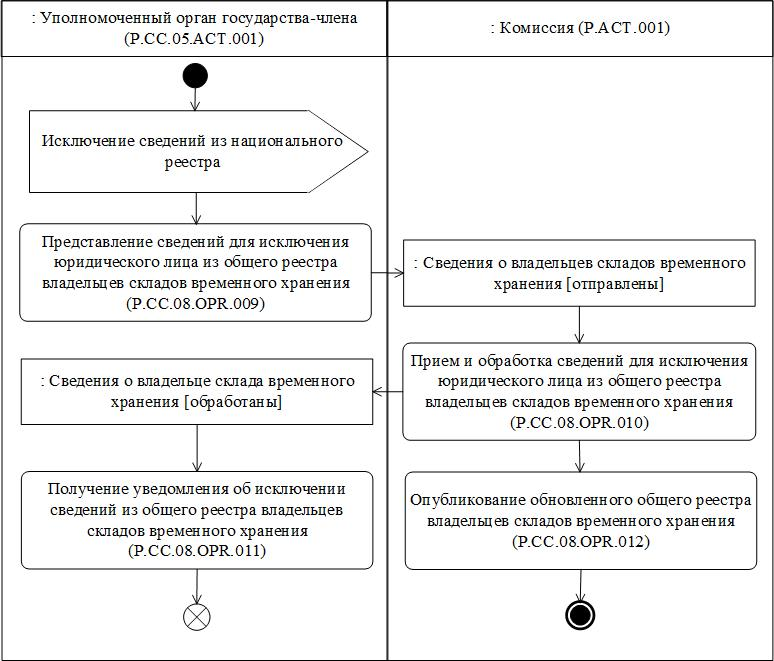 : Уполномоченный орган государства-члена
(P.CC.05.ACT.001)
: Комиссия (P.ACT.001)
Исключение сведений из национального
реестра
Представление сведений для исключения
юридического лица из общего реестра
владельцев складов временного хранения
(P.CC.08.OPR.009)
: Сведения о владельцев складов временного
хранения [отправлены]
Прием и обработка сведений для исключения
юридического лица из общего реестра
владельцев складов временного хранения
(P.CC.08.OPR.010)
: Сведения о владельце склада временного
хранения [обработаны]
Получение уведомления об исключении
сведений из общего реестра владельцев
складов временного хранения
(P.CC.08.OPR.011)
Опубликование обновленного общего реестра
владельцев складов временного хранения
(P.CC.08.OPR.012)